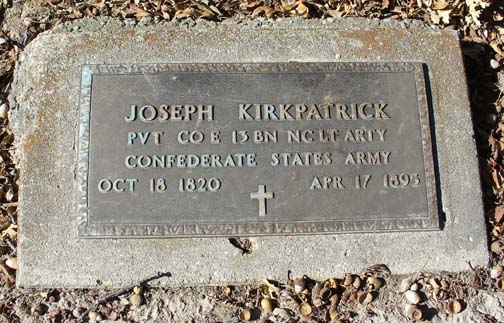 JOSEPH KIRKPATRICK
PVT CO E 13 BN NC LT ARTY
CONFEDERATE STATES ARMY
OCT 18 1820 APR 17 1895